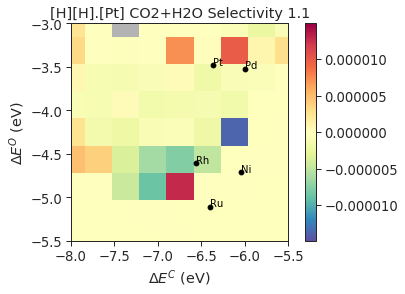 [H][H].[Pt] CO2+H2O Selectivity 1.1
−3.0
−3.5
−4.0
−4.5
−5.0
−5.5
ΔE^O (eV)
Pt
Pd
Rh
Ni
Ru
−8.0 −7.5 −7.0 −6.5 −6.0 −5.5
ΔE^C (eV)
0.000010
0.000005
0.000000
−0.000005
−0.000010